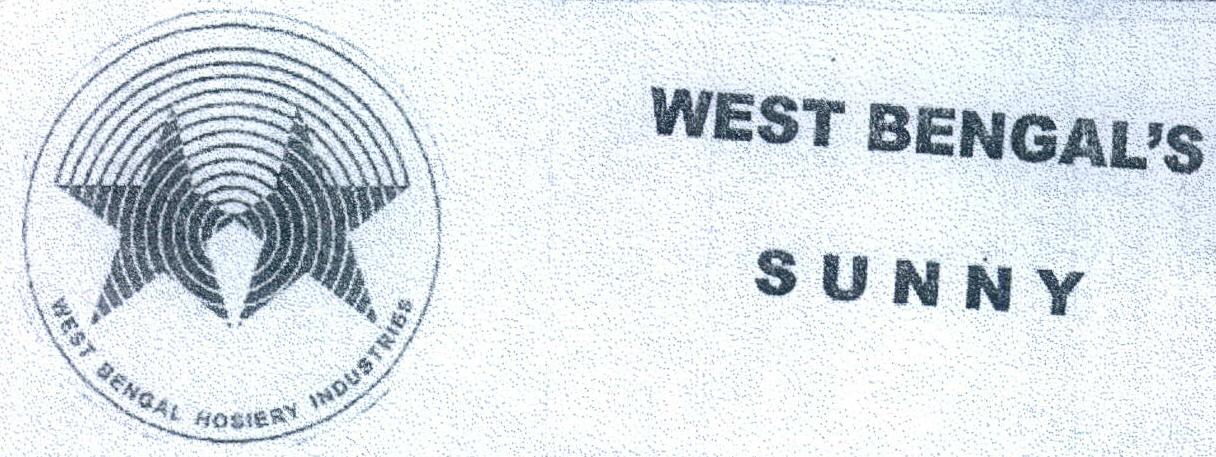 WEST BENGAL'S
SUNNY
WEST BENGAL HOSIERY INDUSTRIES